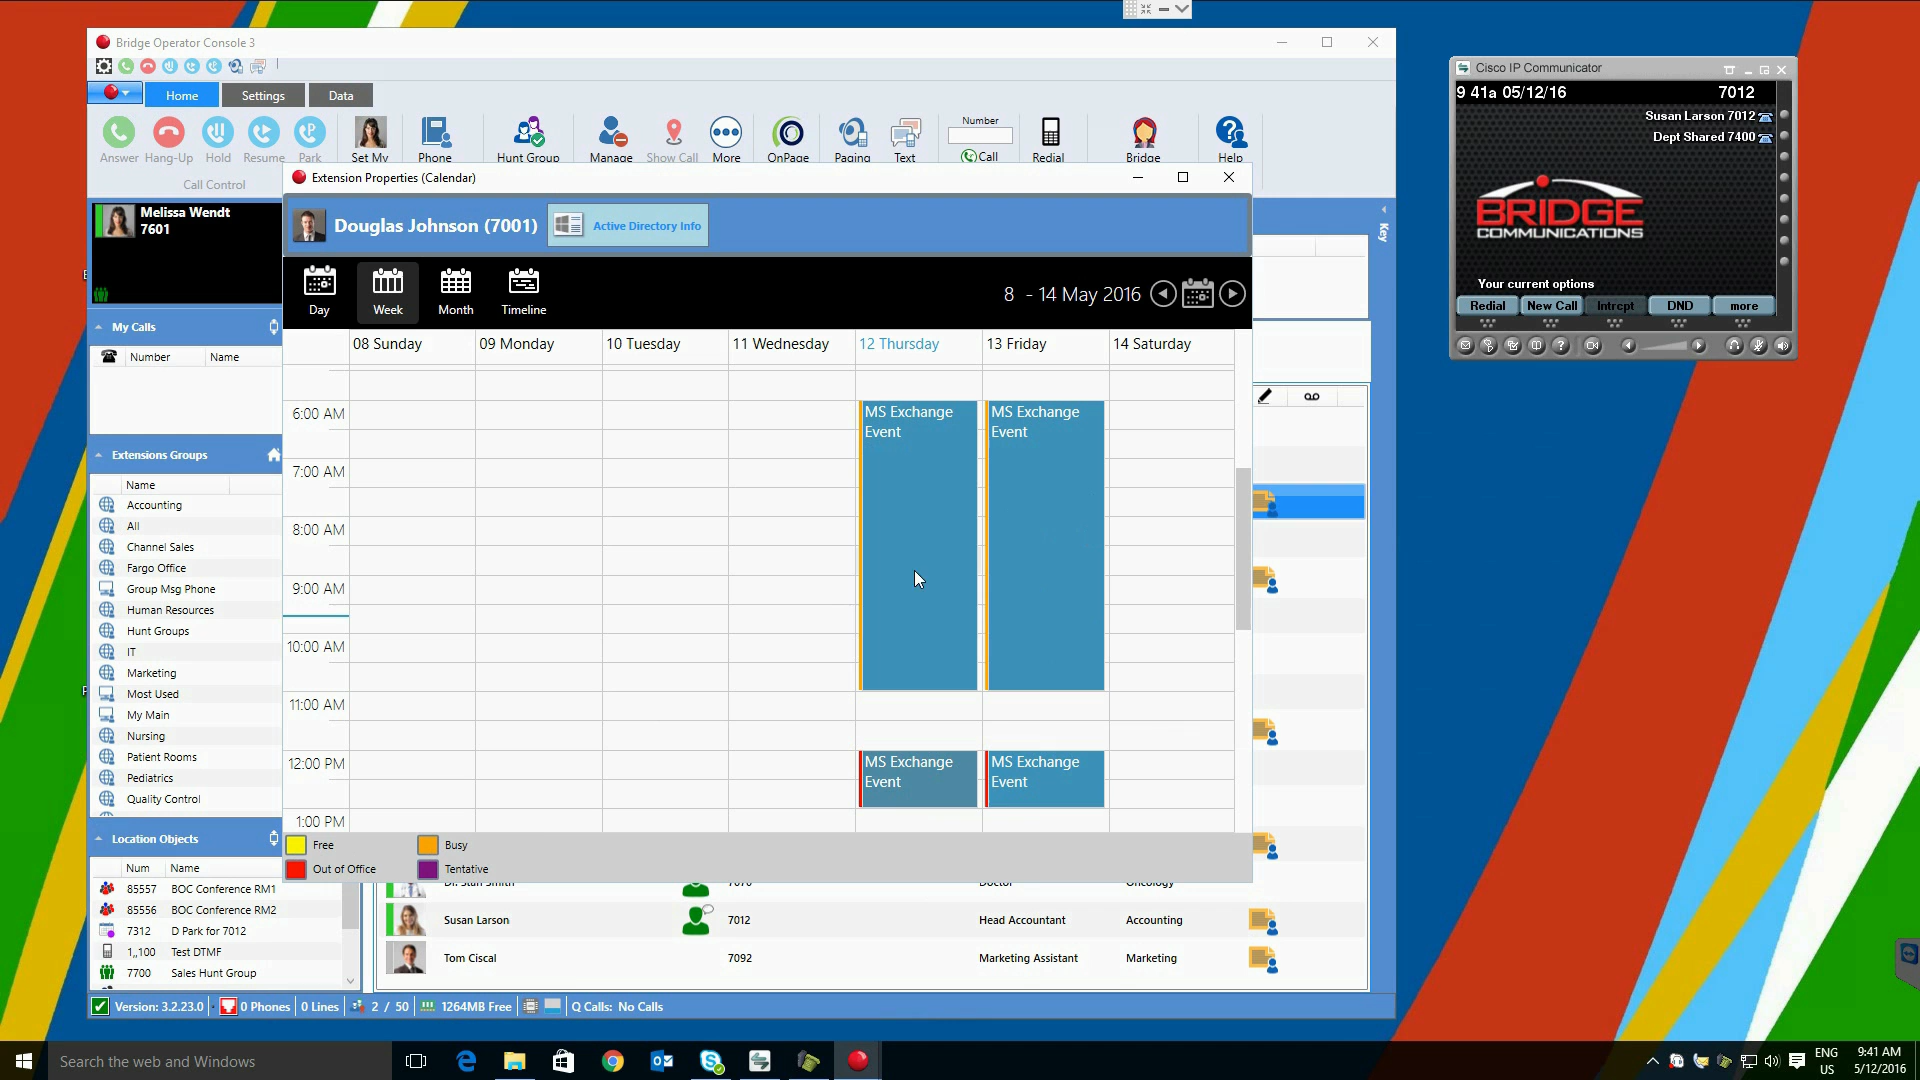 Bridge Operator Console 3
Home
Settings
Data
Answer
Hang-Up
Hold
Resume
Park
Set My
Phone
Hunt Group
Manage
Show Call
More
OnPage
Paging
Text
Number
Call
Redial
Bridge
Help
Call Control
Melissa Wendt
7601
My Calls
Number
Name
Extensions Groups
Name
Accounting
All
Channel Sales
Fargo Office
Group Msg Phone
Human Resources
Hunt Groups
IT
Marketing
Most Used
My Main
Nursing
Patient Rooms
Pediatrics
Quality Control
Location Objects
Num
Name
85557 BOC Conference RM1
85556 BOC Conference RM2
7312 D Park for 7012
1,,100 Test DTMF
7700 Sales Hunt Group
Extension Properties (Calendar)
Douglas Johnson (7001)
Active Directory Info
Day
Week
Month
Timeline
8 - 14 May 2016
08 Sunday
09 Monday
10 Tuesday
11 Wednesday
12 Thursday
13 Friday
14 Saturday
6:00 AM
7:00 AM
8:00 AM
9:00 AM
10:00 AM
11:00 AM
12:00 PM
1:00 PM
MS Exchange
Event
MS Exchange
Event
MS Exchange
Event
MS Exchange
Event
Free
Busy
Out of Office
Tentative
Key
Dr. Stan Smith 7070 Doctor Oncology
Susan Larson 7012 Head Accountant Accounting
Tom Ciscal 7092 Marketing Assistant Marketing
Version: 3.2.23.0
0 Phones
0 Lines
2 / 50
1264MB Free
Q Calls: No Calls
Cisco IP Communicator
9 41a 05/12/16
7012
Susan Larson 7012
Dept Shared 7400
BRIDGE
COMMUNICATIONS
Your current options
Redial
New Call
Intrcpt
DND
more
Search the web and Windows
ENG
US
9:41 AM
5/12/2016